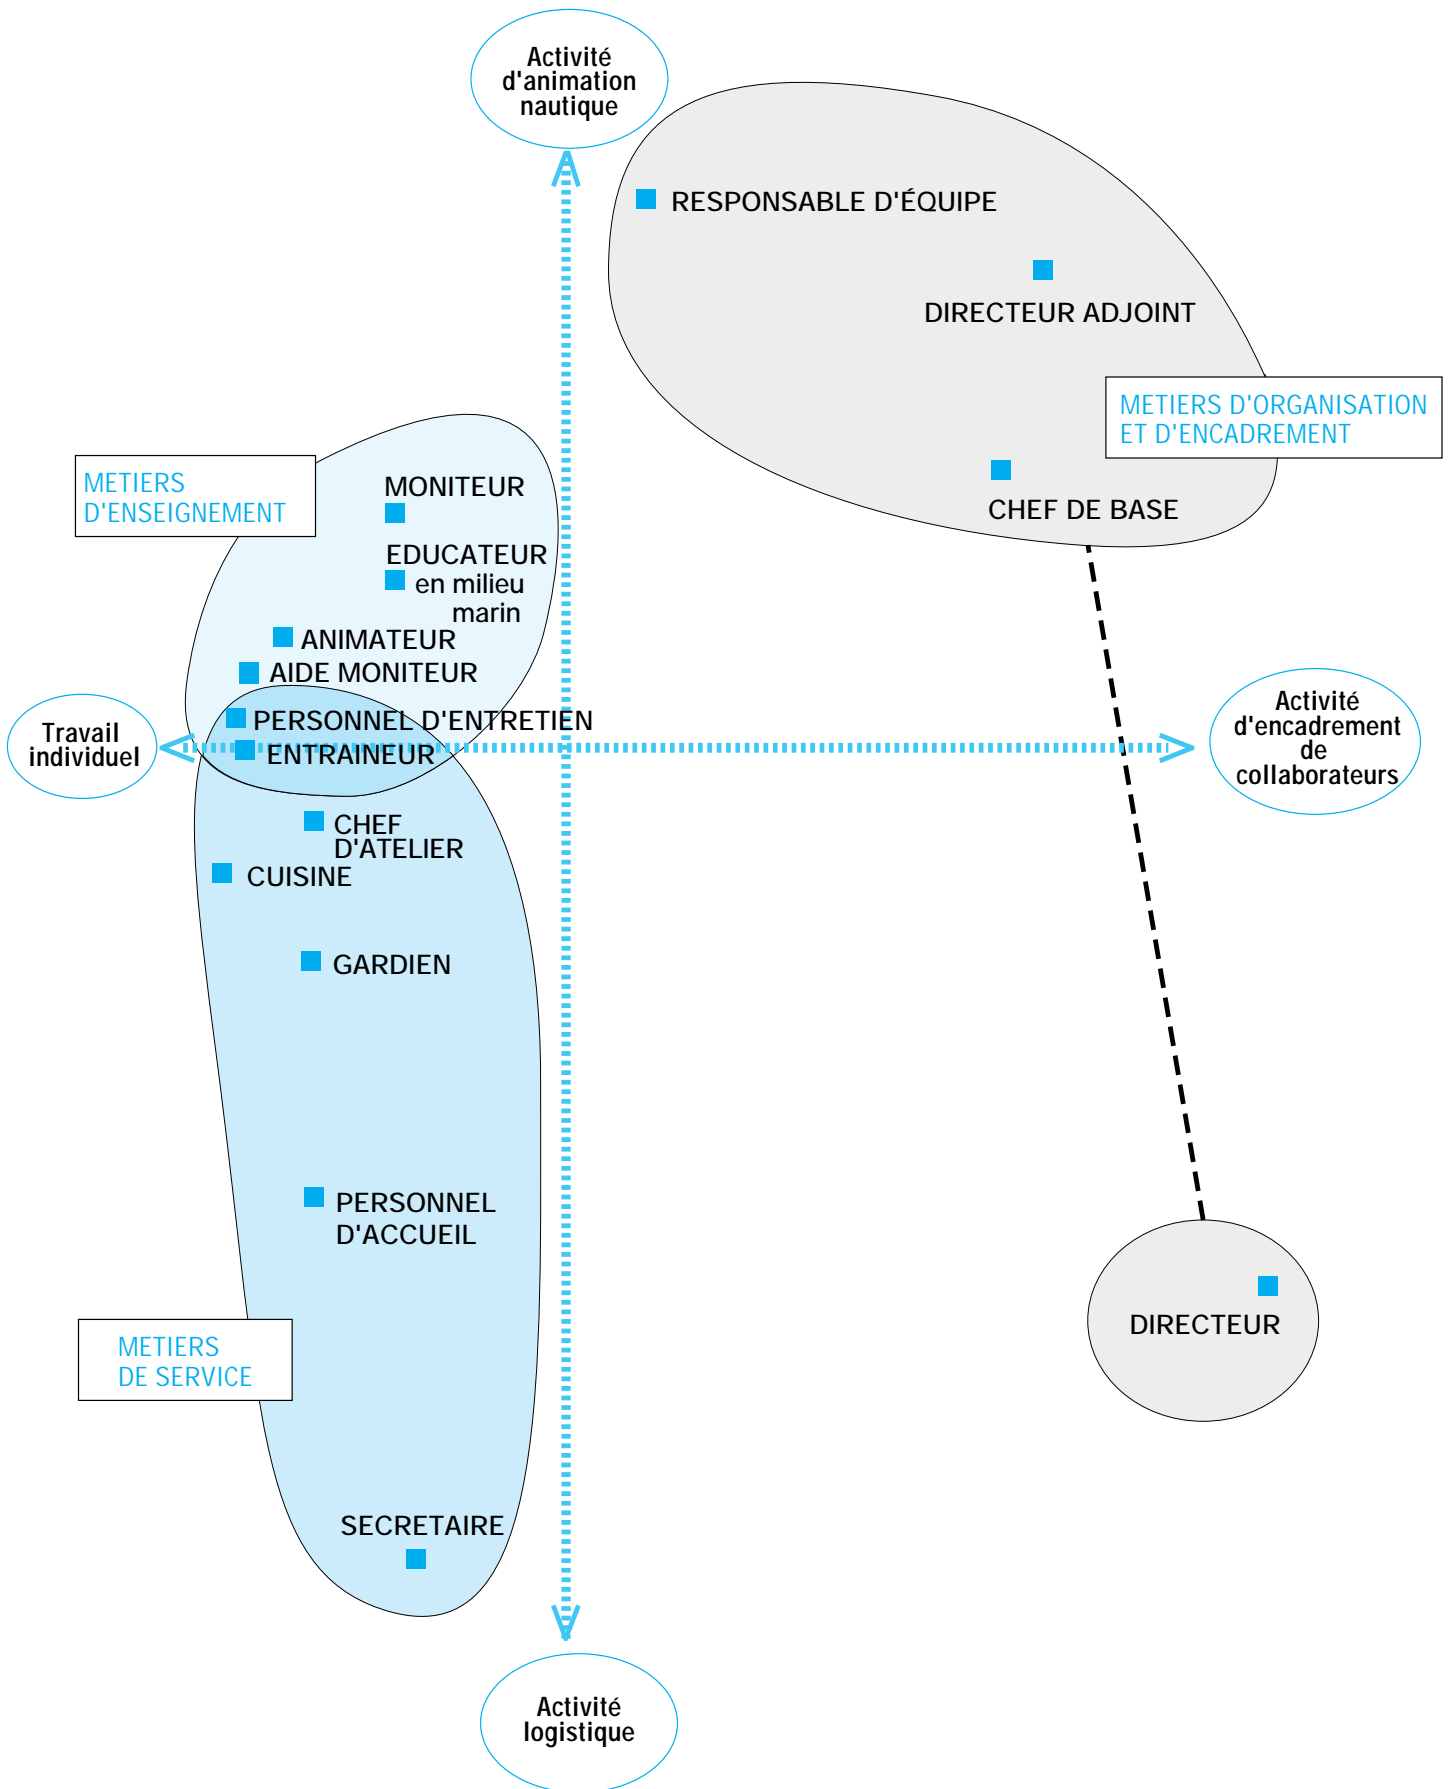 Activité
d'animation
nautique
RESPONSABLE D'ÉQUIPE
DIRECTEUR ADJOINT
METIERS D'ORGANISATION
ET D'ENCADREMENT
CHEF DE BASE
METIERS
D'ENSEIGNEMENT
MONITEUR
EDUCATEUR
en milieu
marin
ANIMATEUR
AIDE MONITEUR
PERSONNEL D'ENTRETIEN
ENTRAINEUR
Travail
individuel
Activité
d'encadrement
de
collaborateurs
CHEF
D'ATELIER
CUISINE
GARDIEN
PERSONNEL
D'ACCUEIL
DIRECTEUR
METIERS
DE SERVICE
SECRETAIRE
Activité
logistique